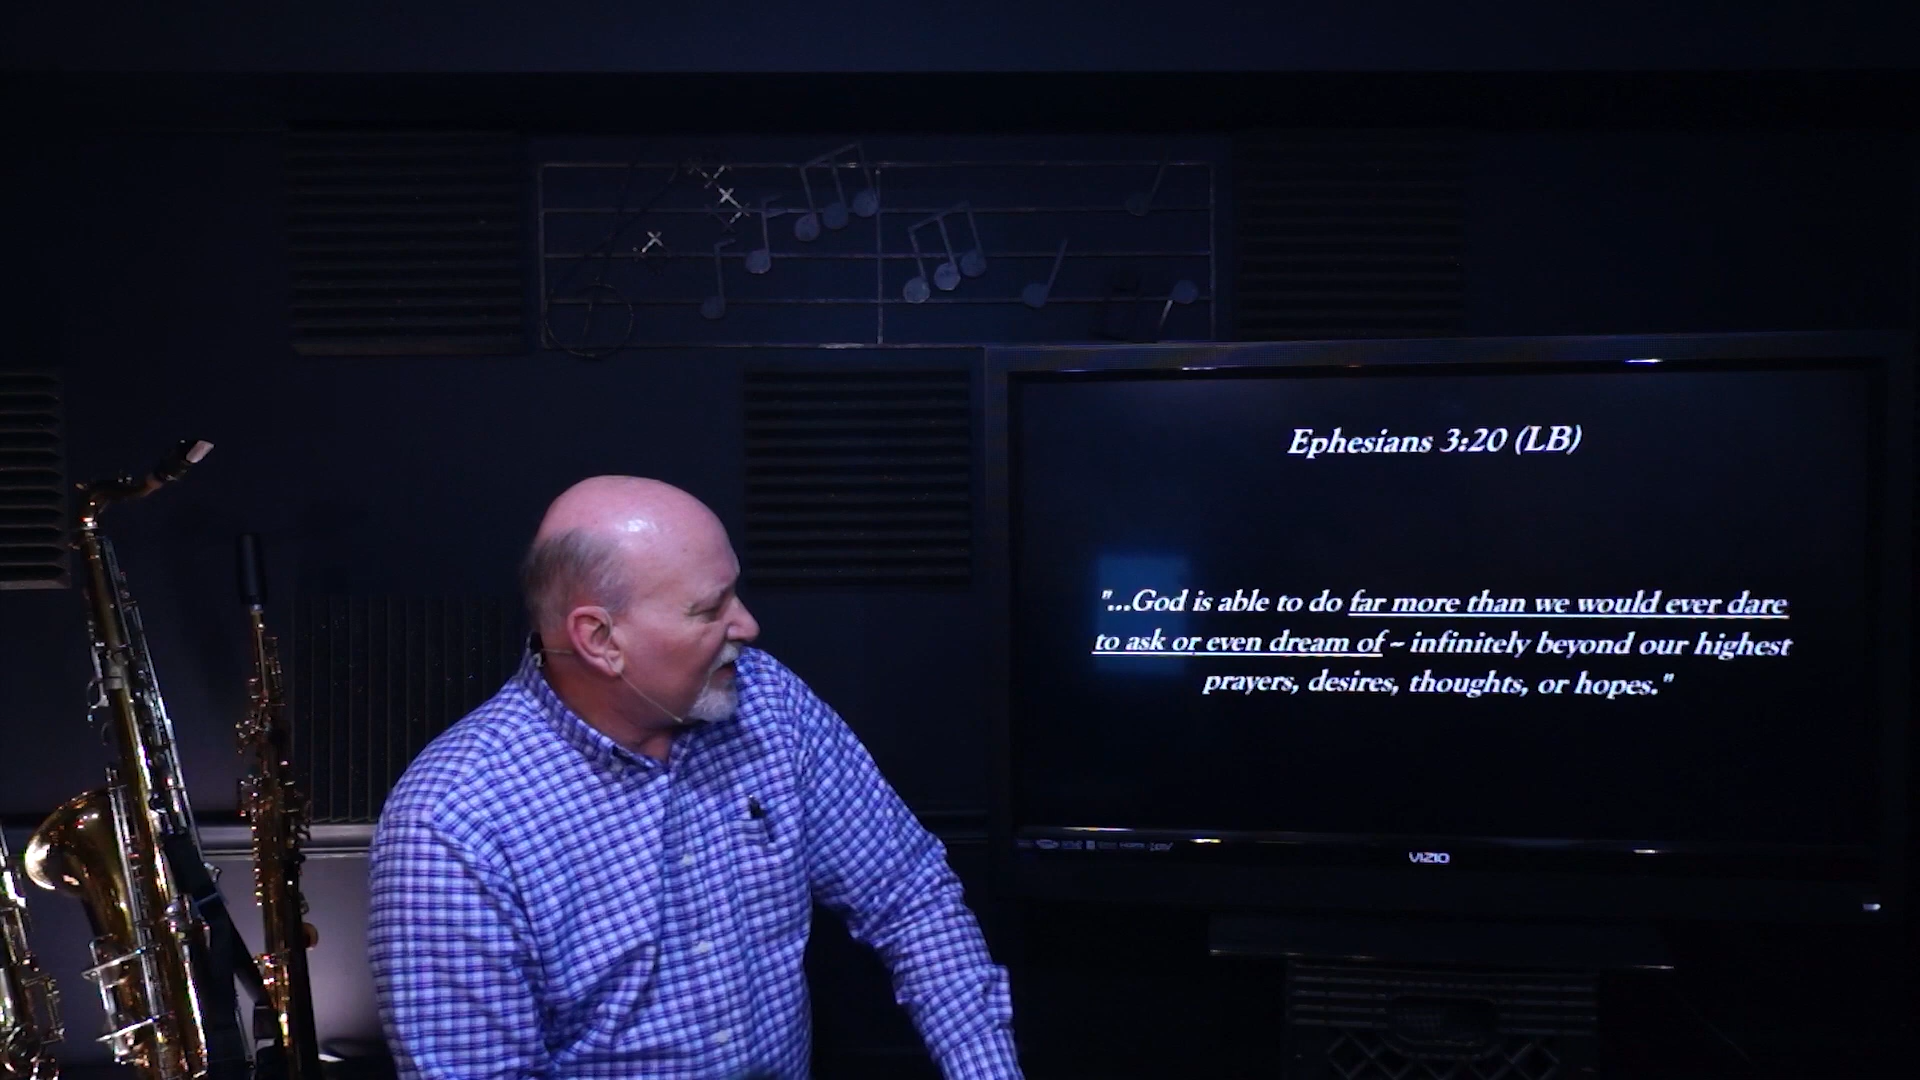 Ephesians 3:20 (LB)
"...God is able to do far more than we would ever dare
to ask or even dream of ~ infinitely beyond our highest
prayers, desires, thoughts, or hopes."
VIZIO